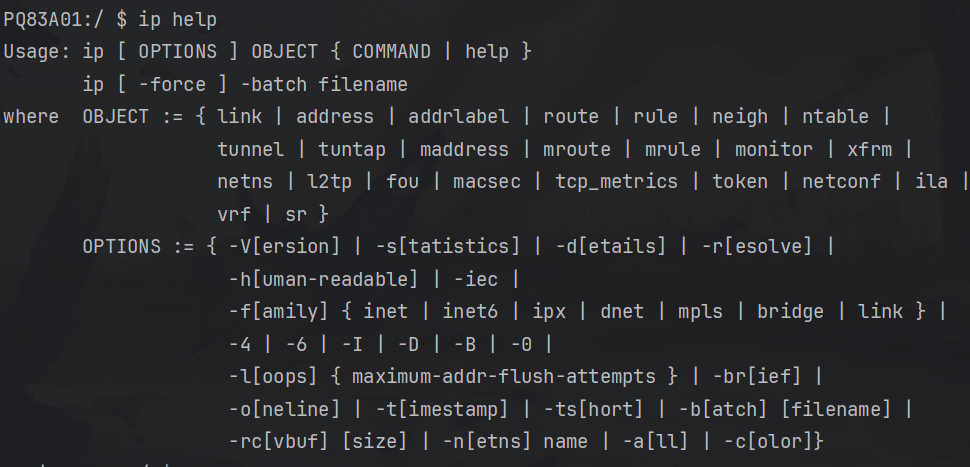 PQ83A01:/ $ ip help
Usage: ip [ OPTIONS ] OBJECT { COMMAND | help }
ip [ -force ] -batch filename
where OBJECT := { link | address | addrlabel | route | rule | neigh | ntable |
tunnel | tuntap | maddress | mroute | mrule | monitor | xfrm |
netns | l2tp | fou | macsec | tcp_metrics | token | netconf | ila |
vrf | sr }
OPTIONS := { -V[ersion] | -s[tatistics] | -d[etails] | -r[esolve] |
-h[uman-readable] | -iec |
-f[amily] { inet | inet6 | ipx | dnet | mpls | bridge | link } |
-4 | -6 | -I | -D | -B | -0 |
-l[oops] { maximum-addr-flush-attempts } | -br[ief] |
-o[neline] | -t[imestamp] | -ts[hort] | -b[atch] [filename] |
-rc[vbuf] [size] | -n[etns] name | -a[ll] | -c[olor]}